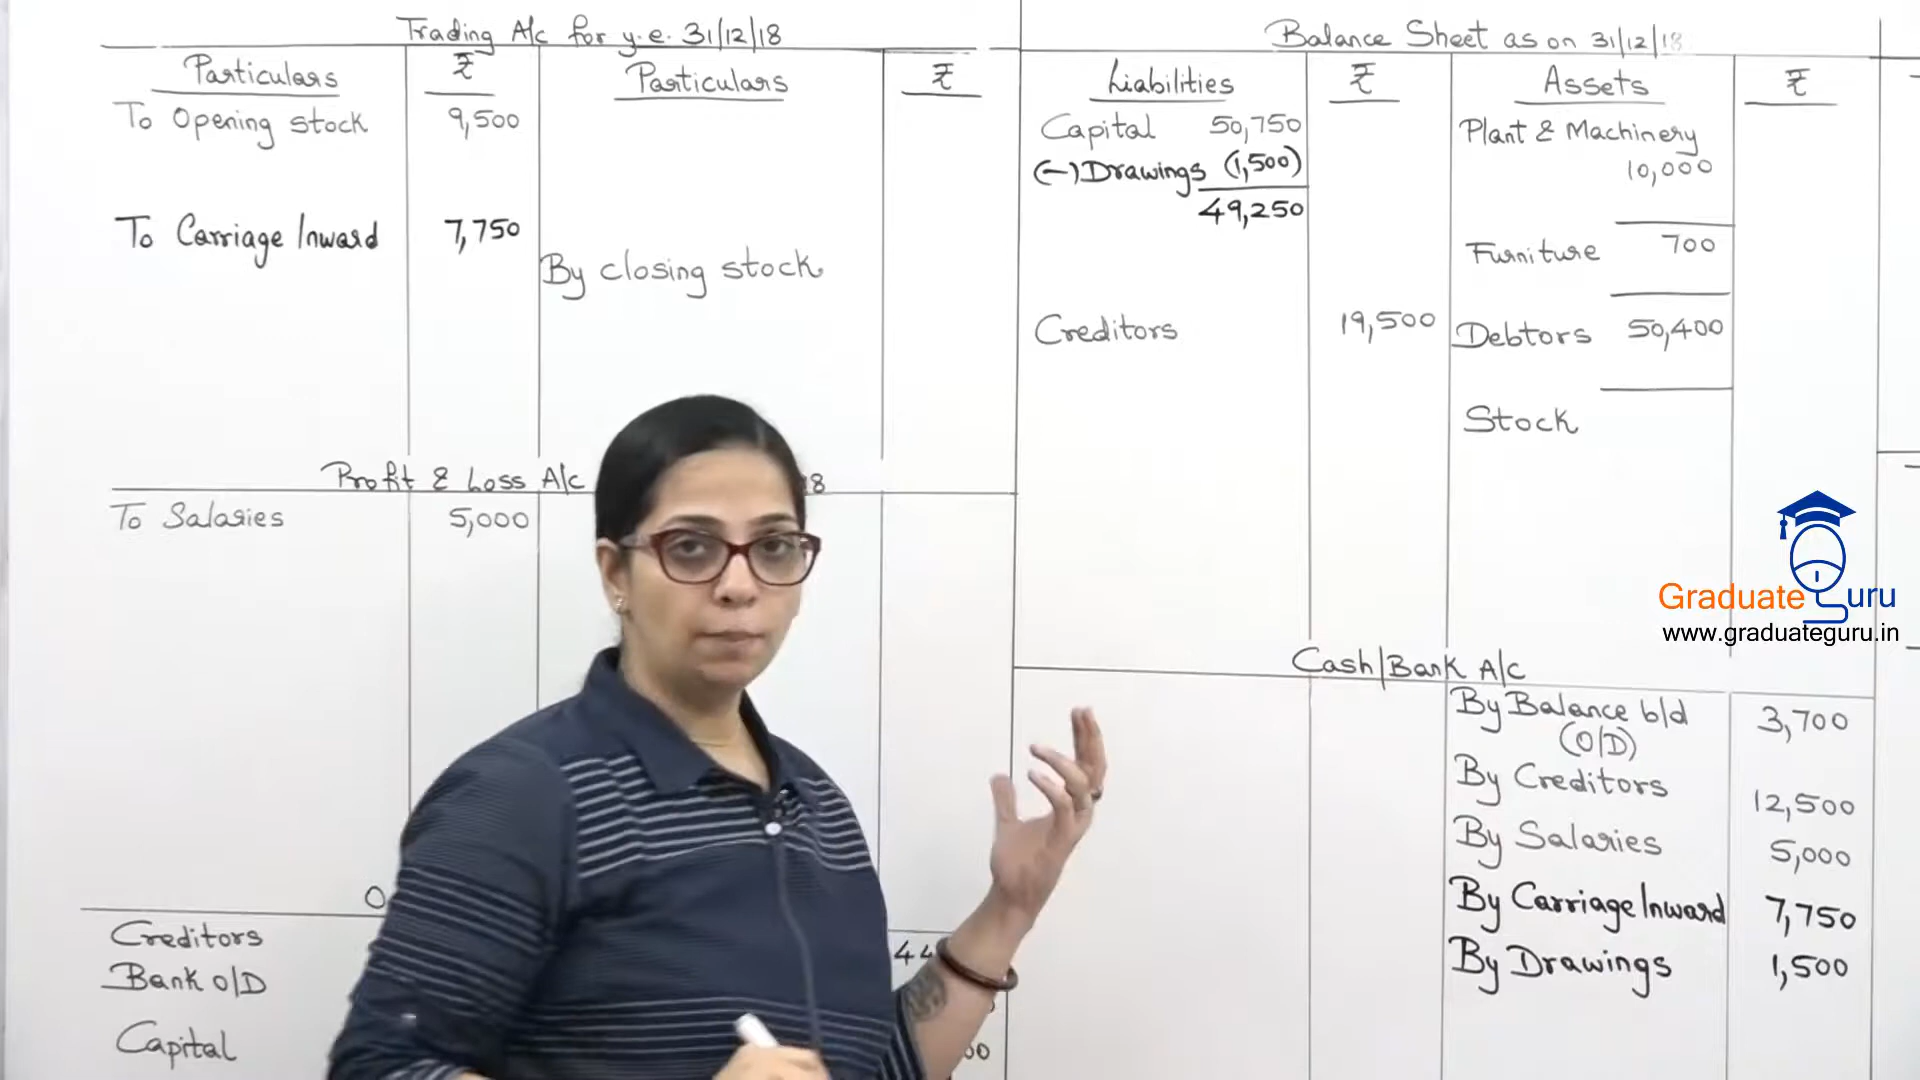 Trading A/c for y.e. 31/12/18
Particulars ₹ Particulars ₹
To Opening stock 9,500
To Carriage Inward 7,750
By closing stock
Profit & Loss A/c 18
To Salaries 5,000
Creditors
Bank O/D
Capital
Balance Sheet as on 31/12/18
Liabilities ₹ Assets ₹
Capital 50,750 Plant & Machinery
10,000
(-) Drawings (1,500)
49,250
Furniture 700
Creditors 19,500 Debtors 50,400
Stock
Graduate Guru
www.graduateguru.in
Cash/Bank A/c
By Balance b/d 3,700
(O/D)
By Creditors 12,500
By Salaries 5,000
By Carriage Inward 7,750
By Drawings 1,500